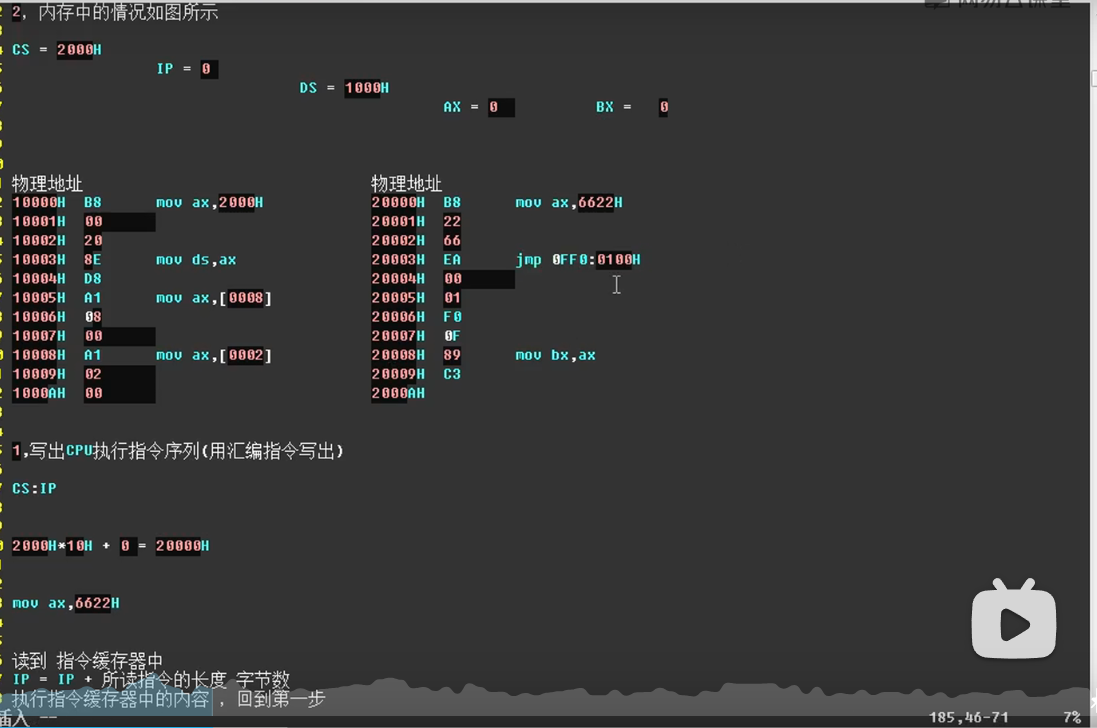 2, 内存中的情况如图所示
CS = 2000H
IP = 0
DS = 1000H
AX = 0 BX = 0
物理地址 物理地址
10000H B8 mov ax,2000H 20000H B8 mov ax,6622H
10001H 00 20001H 22
10002H 20 20002H 66
10003H 8E mov ds,ax 20003H EA jmp 0FF0:0100H
10004H D8 20004H 00
10005H A1 mov ax,[0008] 20005H 01
10006H 08 20006H F0
10007H 00 20007H 0F
10008H A1 mov ax,[0002] 20008H 89 mov bx,ax
10009H 02 20009H C3
1000AH 00 2000AH
1,写出CPU执行指令序列(用汇编指令写出)
CS:IP
2000H*10H + 0 = 20000H
mov ax,6622H
读到 指令缓存器中
IP = IP + 所读指令的长度 字节数
执行指令缓存器中的内容 , 回到第一步
插入 -- 185,46-71 7%